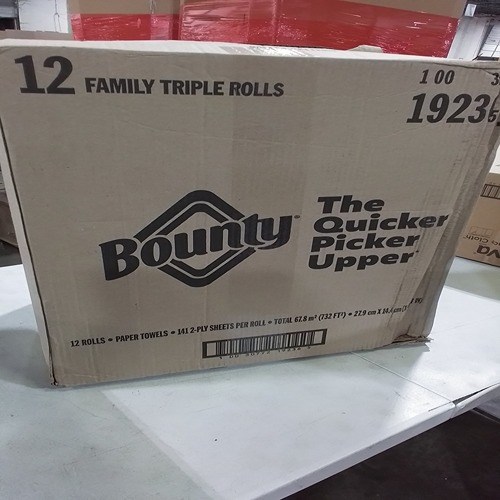 12 FAMILY TRIPLE ROLLS
1 00
19235
Bounty
The
Quicker
Picker
Upper
12 ROLLS • PAPER TOWELS • 141 2-PLY SHEETS PER ROLL • TOTAL 67.8 m² (732 FT²) • 27.9 cm X